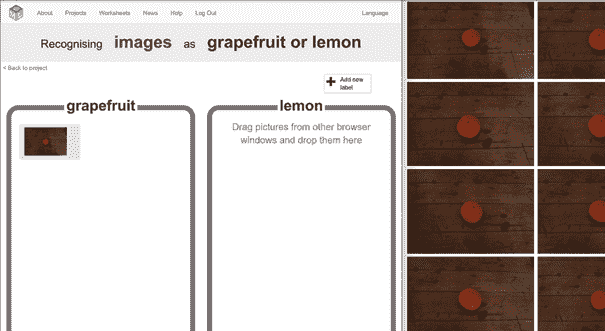 About Projects Worksheets News Help Log Out Language
Recognising images as grapefruit or lemon
< Back to project
Add new
label
grapefruit
lemon
Drag pictures from other browser
windows and drop them here